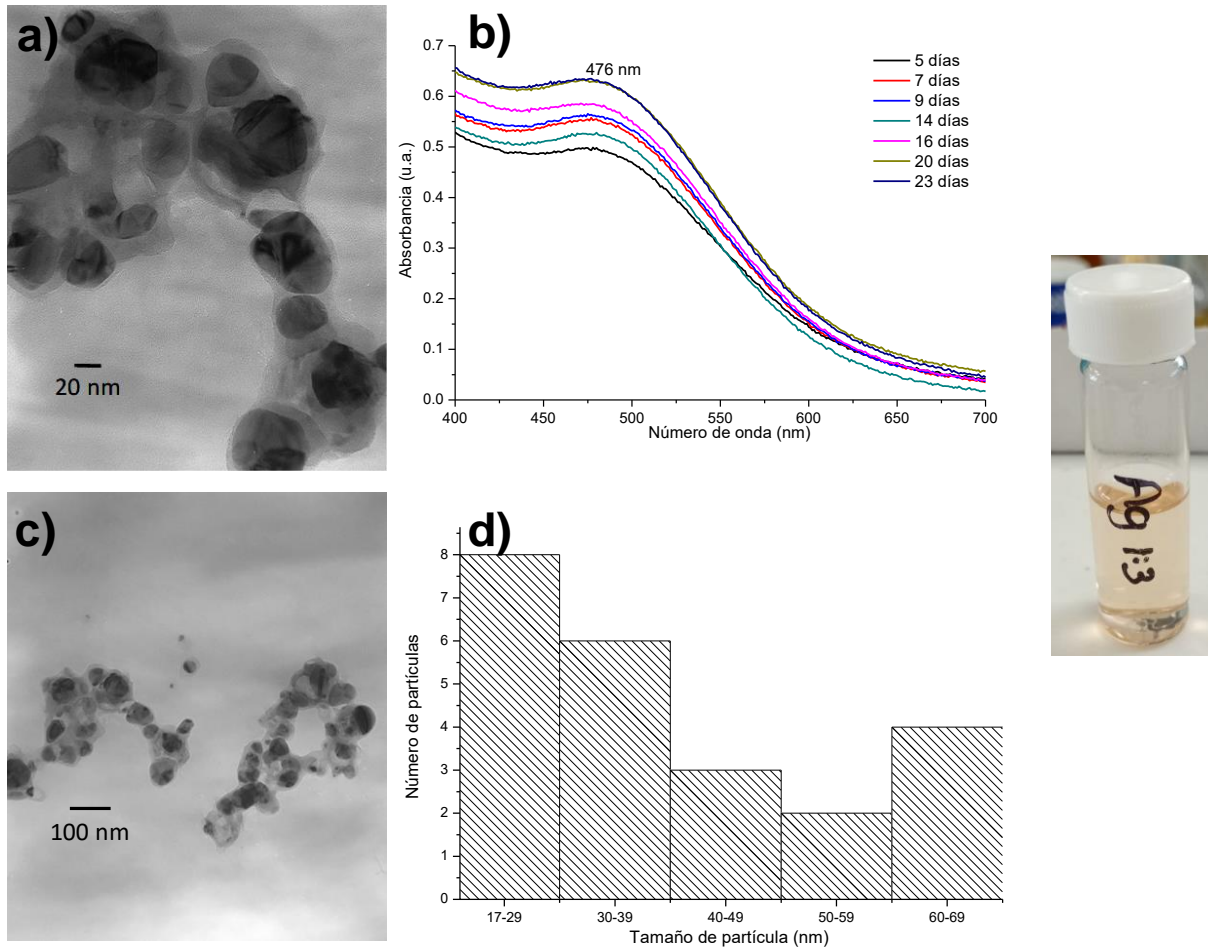 a)
20 nm
b)
476 nm
5 días
7 días
9 días
14 días
16 días
20 días
23 días
Absorbancia (u.a.)
0.7
0.6
0.5
0.4
0.3
0.2
0.1
0.0
400 450 500 550 600 650 700
Número de onda (nm)
c)
100 nm
d)
Número de partículas
8
7
6
5
4
3
2
1
0
17-29 30-39 40-49 50-59 60-69
Tamaño de partícula (nm)
Ag 1:3